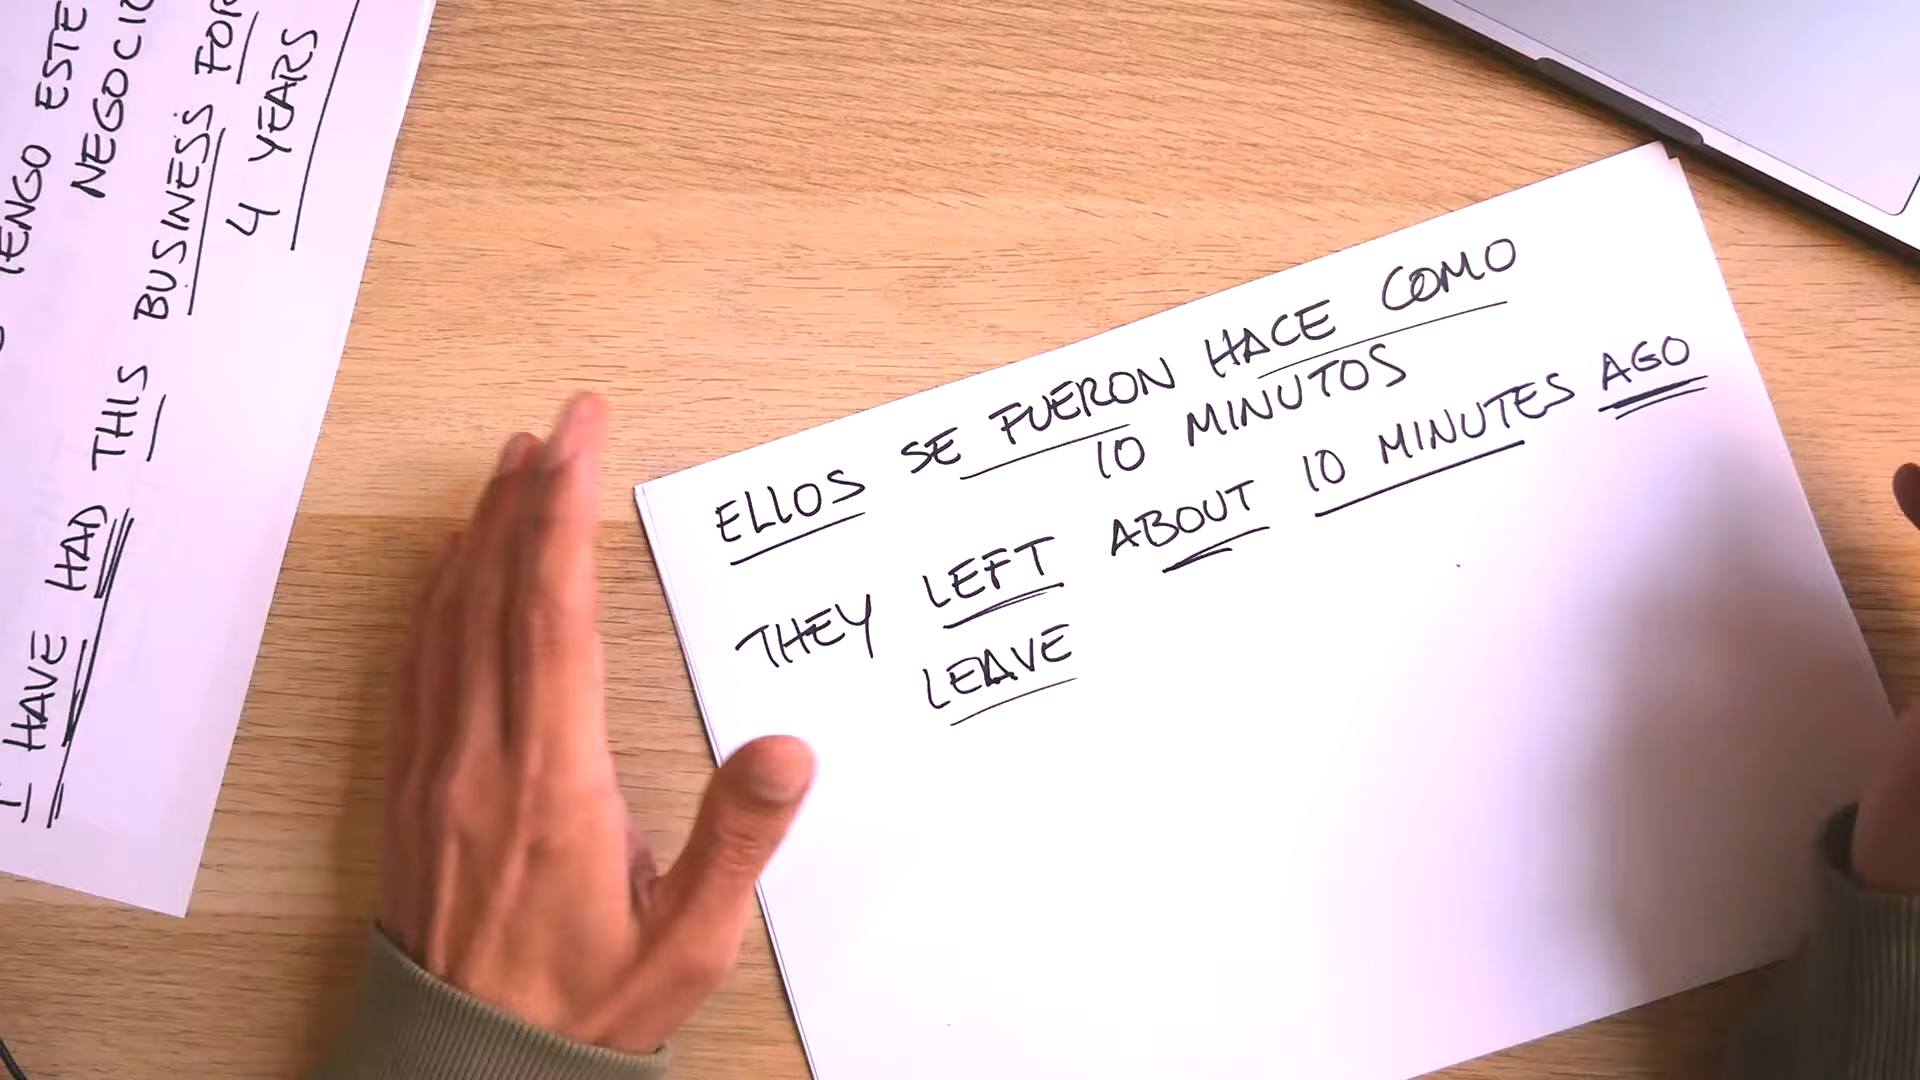 TENGO ESTE
NEGOCIO
I HAVE HAD THIS BUSINESS FOR
4 YEARS
ELLOS SE FUERON HACE COMO
10 MINUTOS
THEY LEFT ABOUT 10 MINUTES AGO
LEAVE